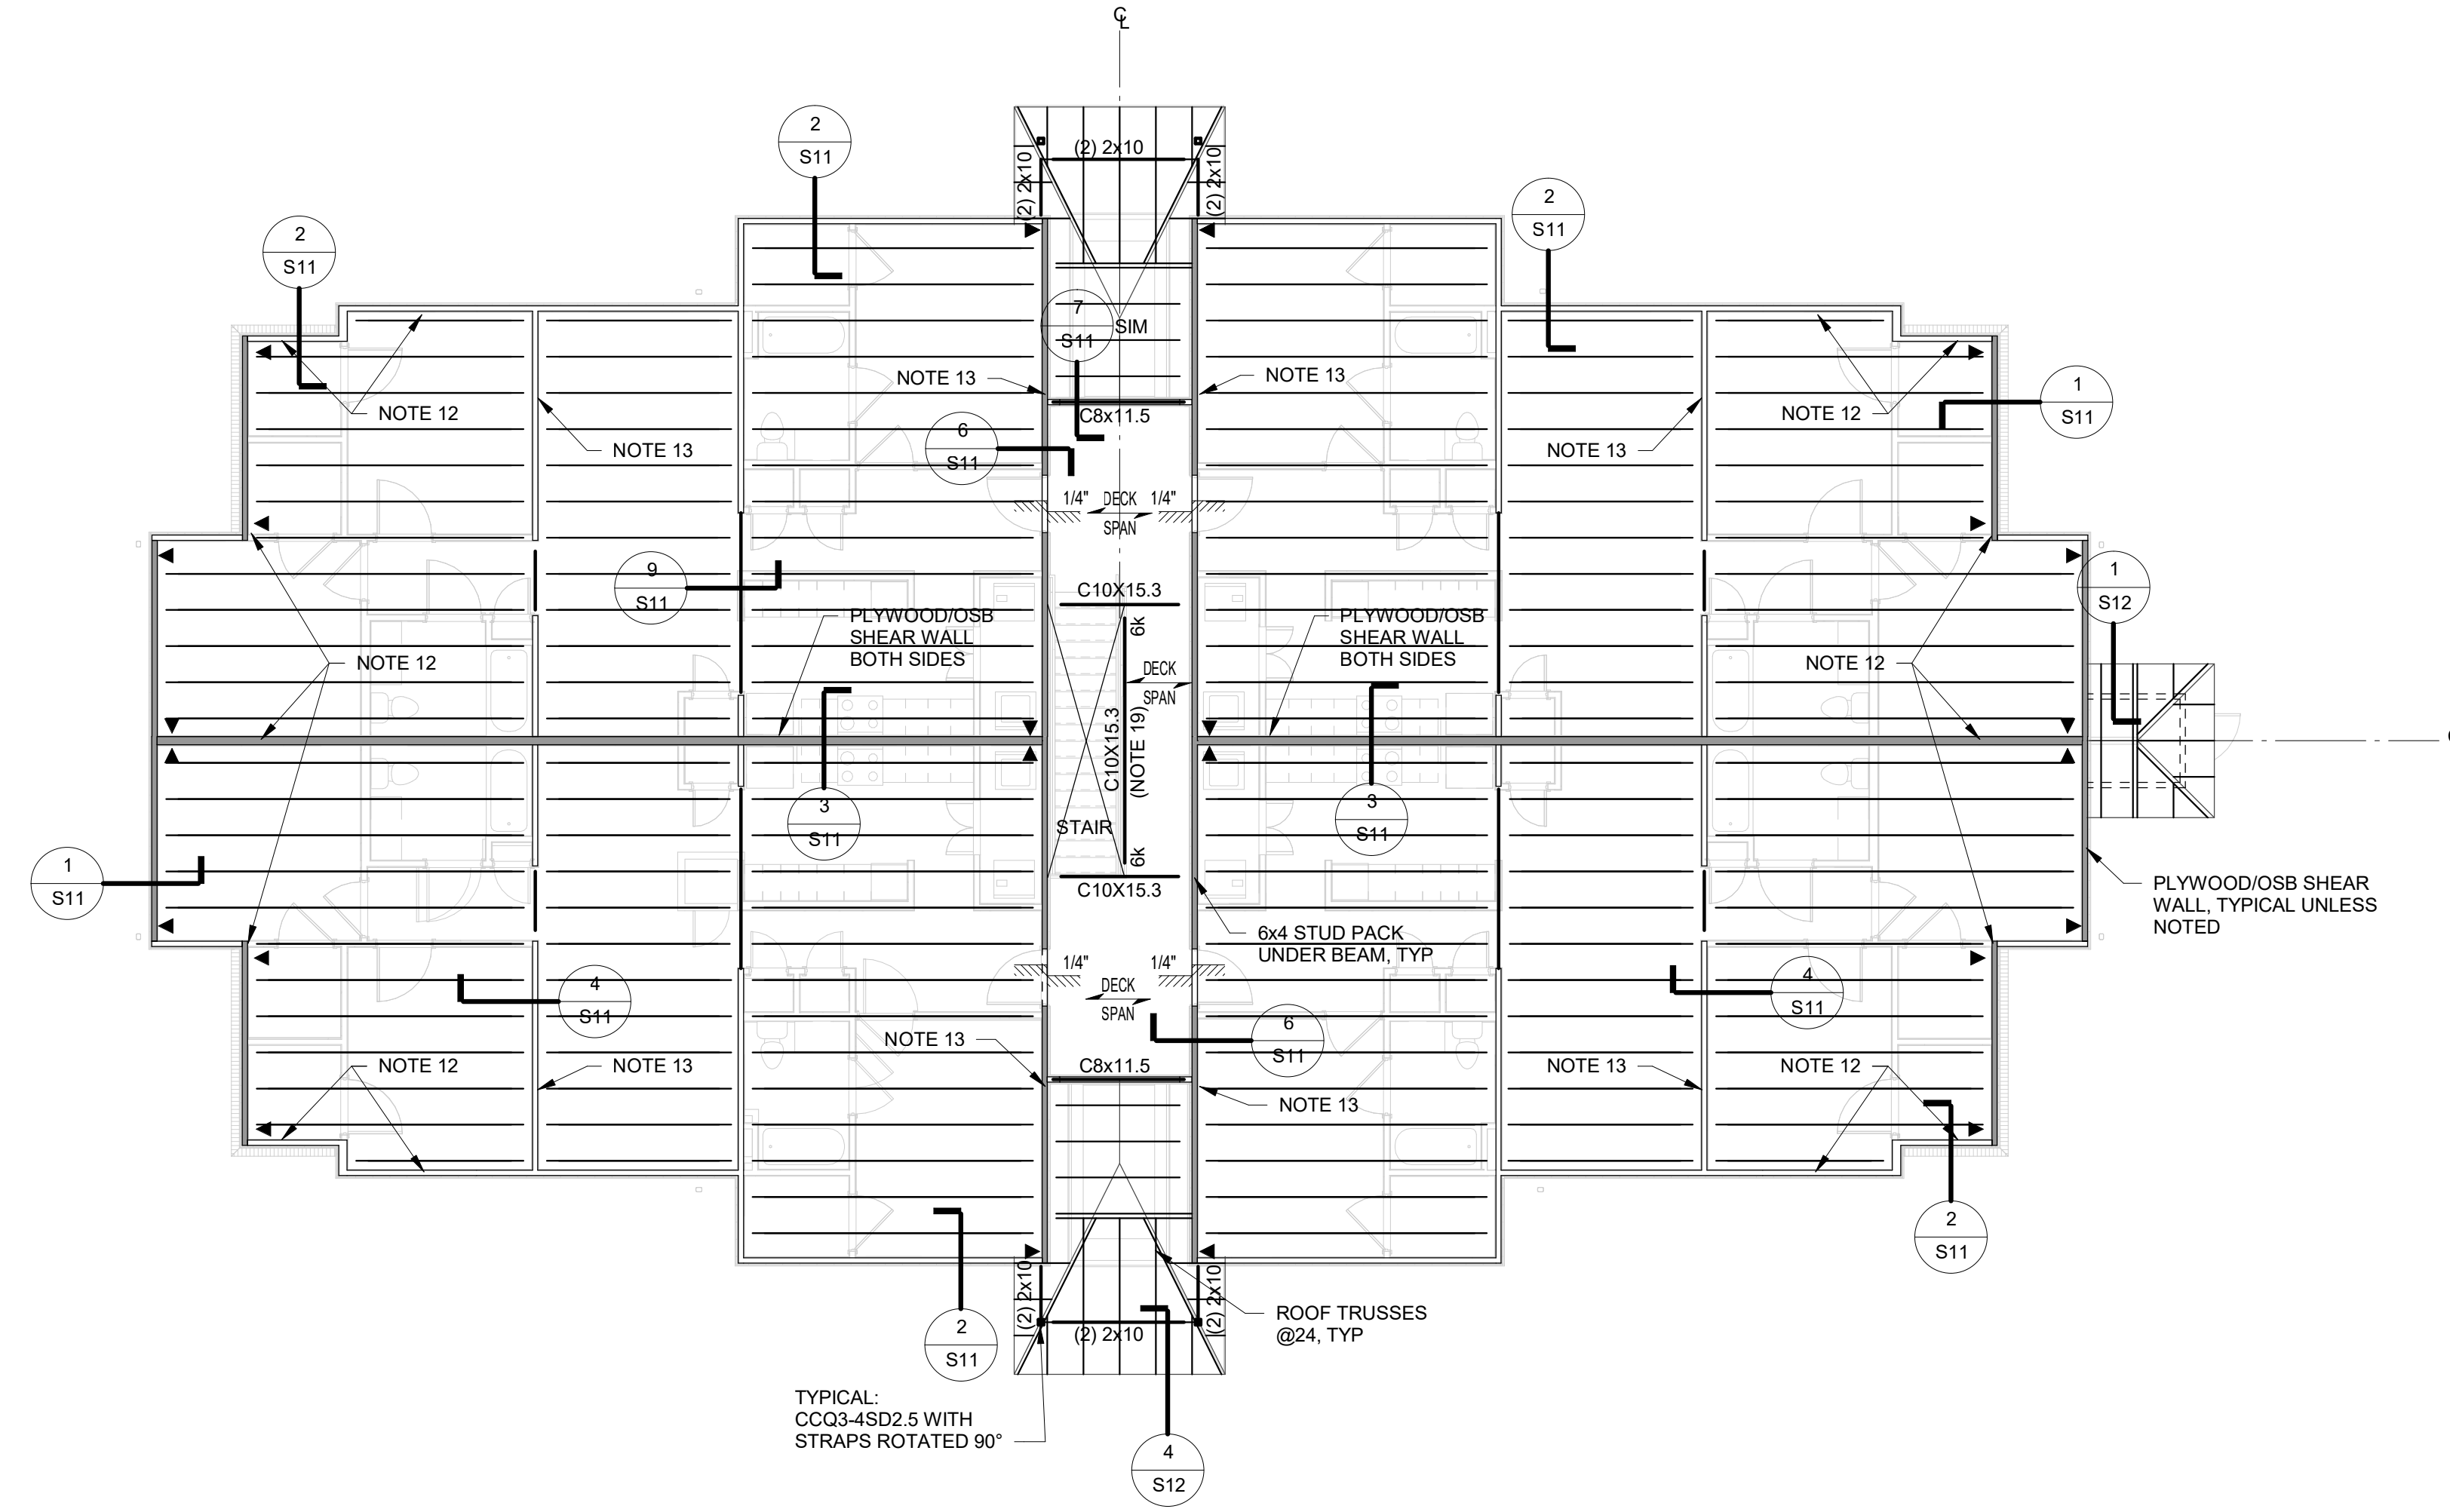 CL
2
S11
(2) 2x10
(2) 2x10
(2) 2x10
2
S11
2
S11
7
S11
SIM
NOTE 13
NOTE 13
1
S11
NOTE 12
NOTE 12
C8x11.5
6
S11
NOTE 13
NOTE 13
1/4"
DECK
SPAN
1/4"
9
S11
1
S12
C10X15.3
6k
PLYWOOD/OSB
SHEAR WALL
BOTH SIDES
PLYWOOD/OSB
SHEAR WALL
BOTH SIDES
NOTE 12
NOTE 12
DECK
SPAN
C10X15.3
(NOTE 19)
3
S11
3
S11
STAIR
6k
C10X15.3
1
S11
PLYWOOD/OSB SHEAR
WALL, TYPICAL UNLESS
NOTED
6x4 STUD PACK
UNDER BEAM, TYP
1/4"
DECK
SPAN
1/4"
4
S11
4
S11
6
S11
NOTE 13
C8x11.5
NOTE 12
NOTE 13
NOTE 13
NOTE 12
NOTE 13
2
S11
(2) 2x10
(2) 2x10
(2) 2x10
ROOF TRUSSES
@24, TYP
2
S11
TYPICAL:
CCQ3-4SD2.5 WITH
STRAPS ROTATED 90°
4
S12